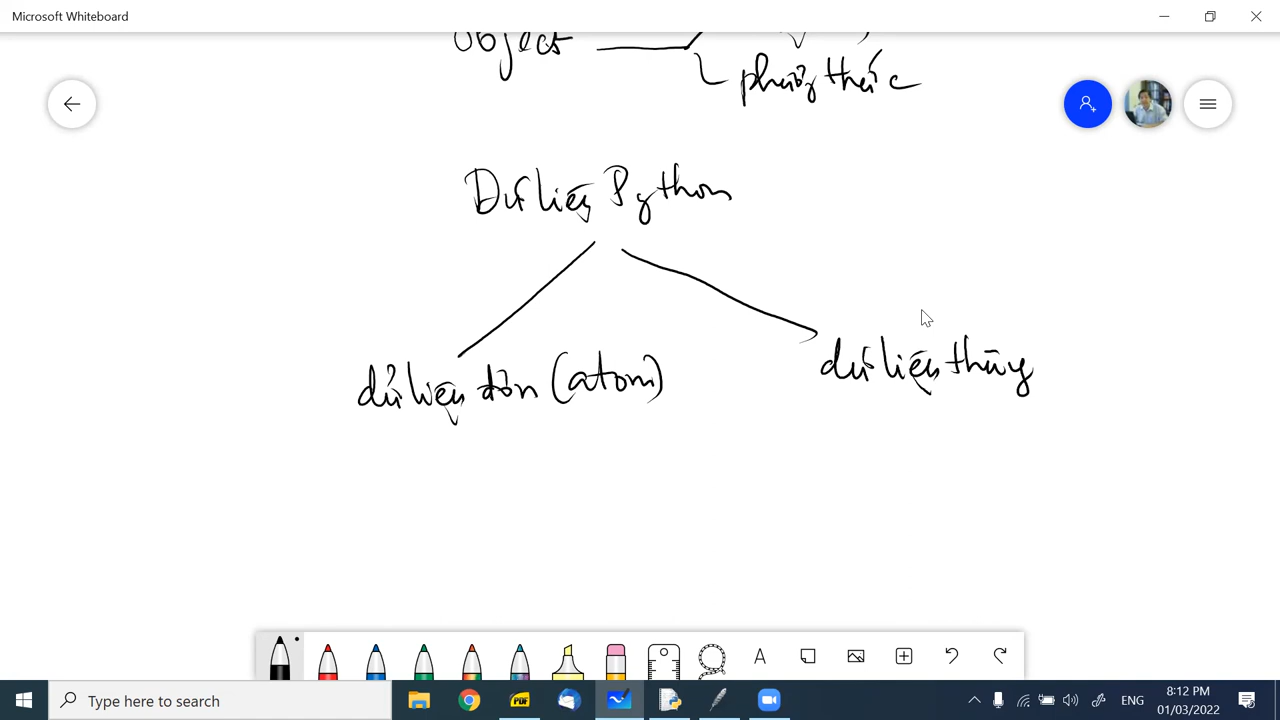 Microsoft Whiteboard
object
phương thức
Dữ liệu Python
dữ liệu đơn (atom)
dữ liệu thùng
A
PDF
Type here to search
ENG
8:12 PM
01/03/2022